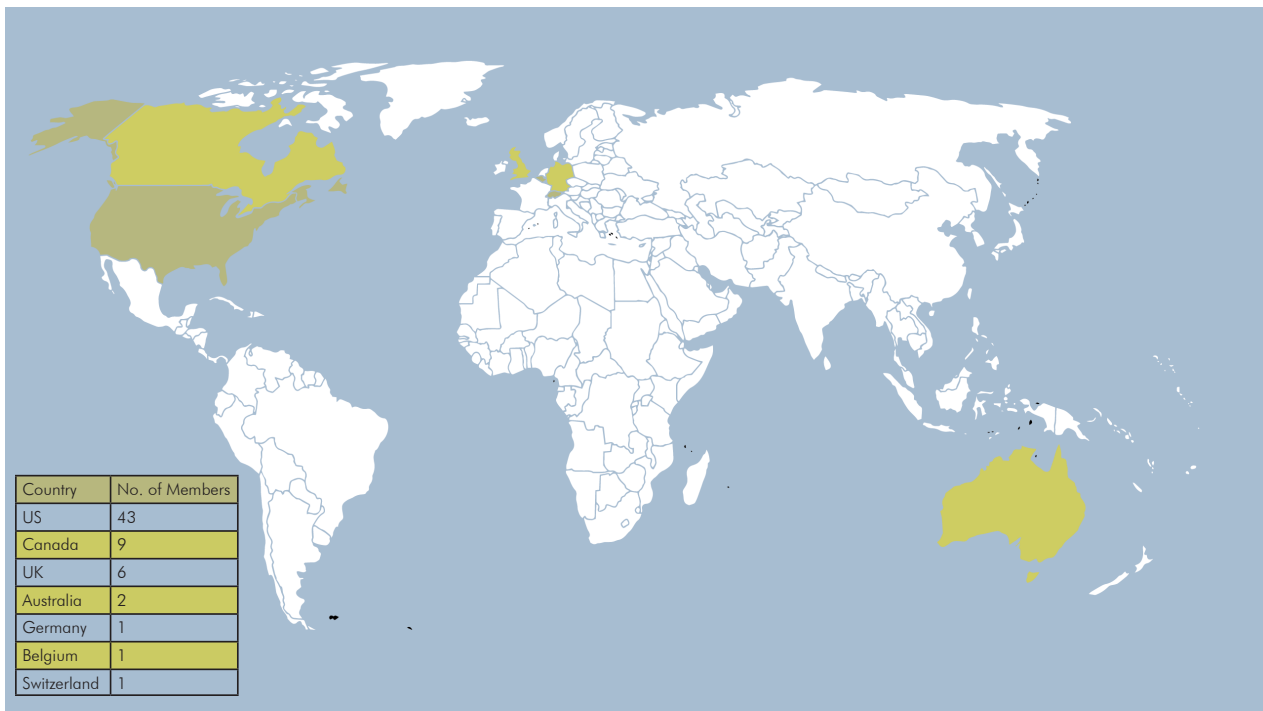 Country No. of Members
US 43
Canada 9
UK 6
Australia 2
Germany 1
Belgium 1
Switzerland 1